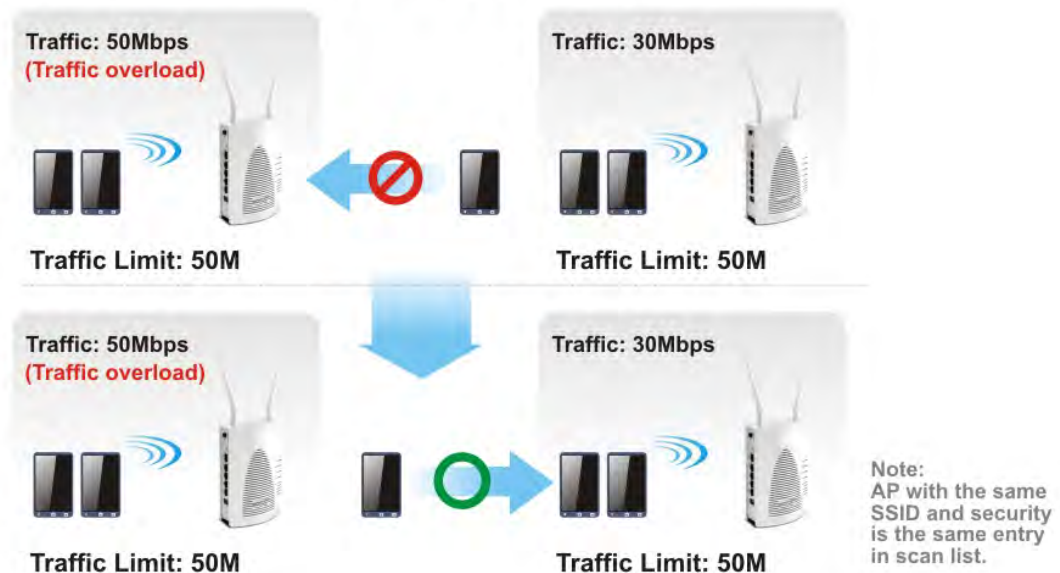 Traffic: 50Mbps
(Traffic overload)
Traffic: 30Mbps
Traffic Limit: 50M
Traffic Limit: 50M
Traffic: 50Mbps
(Traffic overload)
Traffic: 30Mbps
Traffic Limit: 50M
Traffic Limit: 50M
Note:
AP with the same
SSID and security
is the same entry
in scan list.